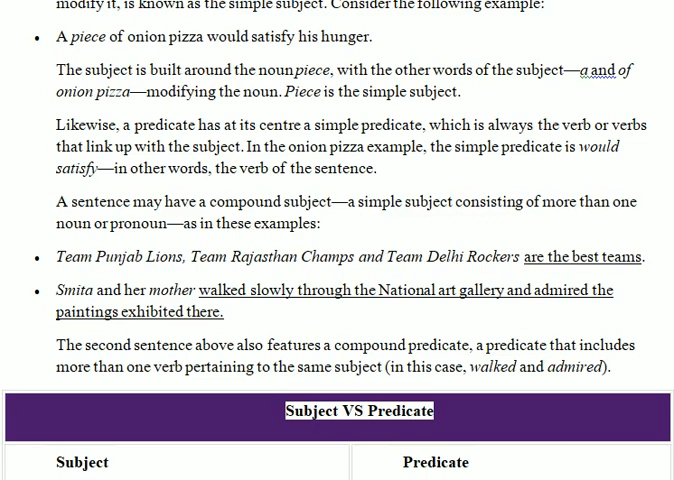 modify it, is known as the simple subject. Consider the following example:
• A piece of onion pizza would satisfy his hunger.
The subject is built around the noun piece, with the other words of the subject—a and of
onion pizza—modifying the noun. Piece is the simple subject.
Likewise, a predicate has at its centre a simple predicate, which is always the verb or verbs
that link up with the subject. In the onion pizza example, the simple predicate is would
satisfy—in other words, the verb of the sentence.
A sentence may have a compound subject—a simple subject consisting of more than one
noun or pronoun—as in these examples:
• Team Punjab Lions, Team Rajasthan Champs and Team Delhi Rockers are the best teams.
• Smita and her mother walked slowly through the National art gallery and admired the
paintings exhibited there.
The second sentence above also features a compound predicate, a predicate that includes
more than one verb pertaining to the same subject (in this case, walked and admired).
Subject VS Predicate
Subject Predicate